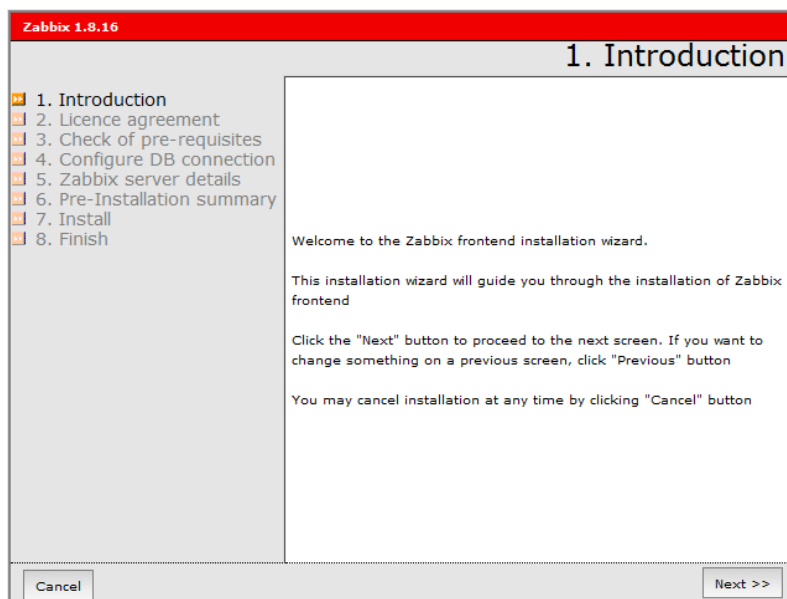 Zabbix 1.8.16
1. Introduction
1. Introduction
2. Licence agreement
3. Check of pre-requisites
4. Configure DB connection
5. Zabbix server details
6. Pre-Installation summary
7. Install
8. Finish
Welcome to the Zabbix frontend installation wizard.
This installation wizard will guide you through the installation of Zabbix
frontend
Click the "Next" button to proceed to the next screen. If you want to
change something on a previous screen, click "Previous" button
You may cancel installation at any time by clicking "Cancel" button
Cancel
Next >>